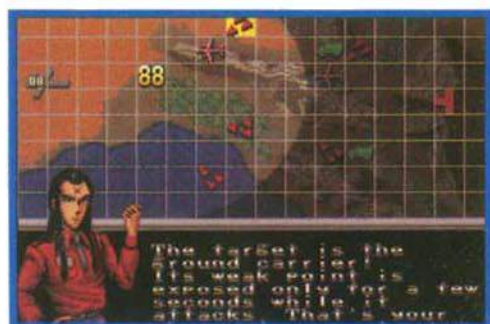 88
The target is the
ground carrier!
Its weak point is
exposed only for a few
seconds while it
attacks. That's your